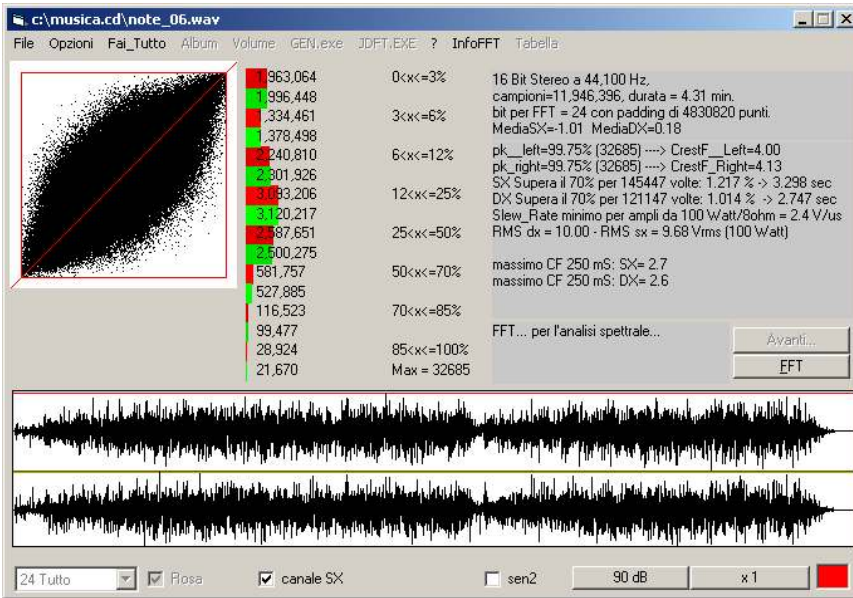 c:\musica.cd\note_06.wav
File Opzioni Fai_Tutto Album Volume GEN.exe JDFT.EXE ? InfoFFT Tabella
1,963,064 0<x<=3%
1,996,448
1,334,461 3<x<=6%
1,378,498
2,240,810 6<x<=12%
2,301,926
3,083,206 12<x<=25%
3,120,217
2,587,651 25<x<=50%
2,500,275
581,757 50<x<=70%
527,885
116,523 70<x<=85%
99,477
28,924 85<x<=100%
21,670 Max = 32685
16 Bit Stereo a 44,100 Hz,
campioni=11,946,396, durata = 4.31 min.
bit per FFT = 24 con padding di 4830820 punti.
MediaSX=-1.01 MediaDX=0.18
pk__left=99.75% (32685) ----> CrestF__Left=4.00
pk_right=99.75% (32685) ----> CrestF_Right=4.13
SX Supera il 70% per 145447 volte: 1.217 % -> 3.298 sec
DX Supera il 70% per 121147 volte: 1.014 % -> 2.747 sec
Slew_Rate minimo per ampli da 100 Watt/8ohm = 2.4 V/us
RMS dx = 10.00 - RMS sx = 9.68 Vrms (100 Watt)
massimo CF 250 mS: SX= 2.7
massimo CF 250 mS: DX= 2.6
FFT... per l'analisi spettrale...
Avanti...
FFT
24 Tutto Rosa canale SX sen2 90 dB x 1